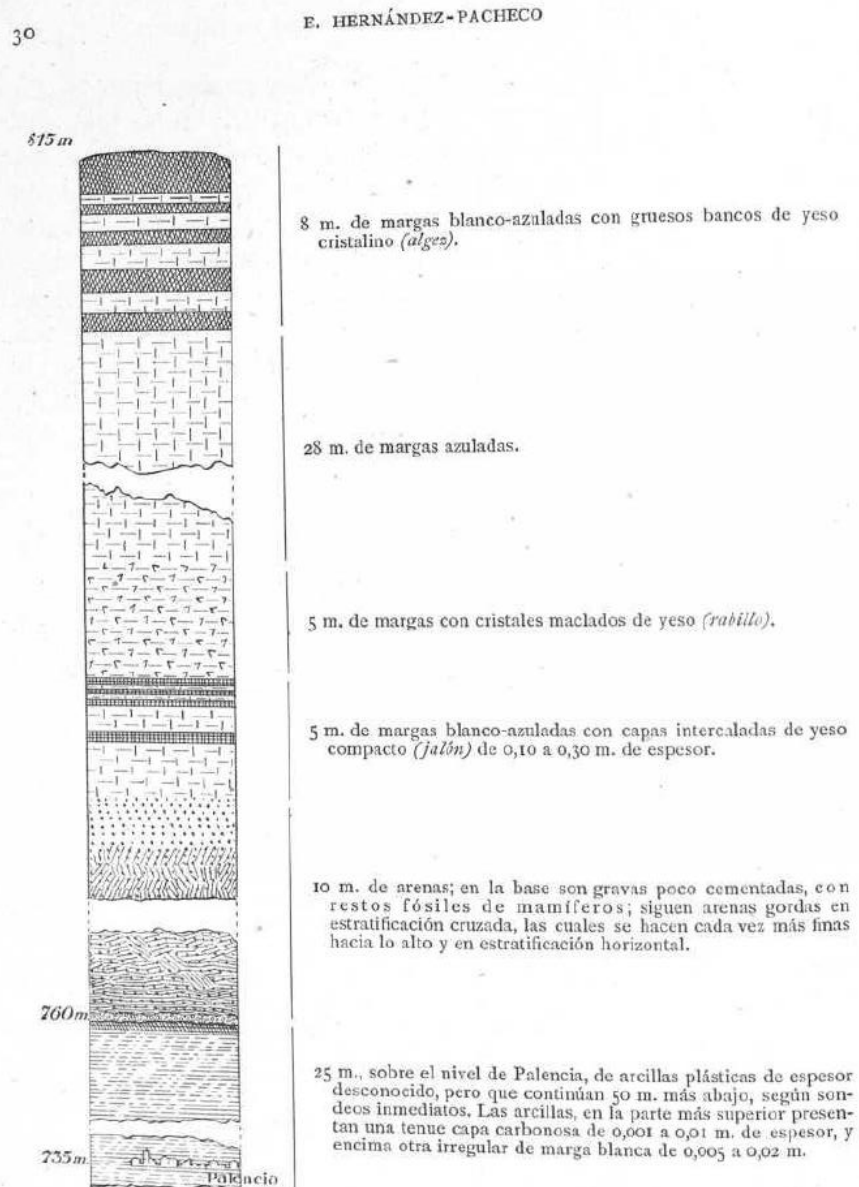 30
E. HERNÁNDEZ-PACHECO
815 m
8 m. de margas blanco-azuladas con gruesos bancos de yeso
cristalino (algez).
28 m. de margas azuladas.
5 m. de margas con cristales maclados de yeso (rabillo).
5 m. de margas blanco-azuladas con capas intercaladas de yeso
compacto (jalón) de 0,10 a 0,30 m. de espesor.
10 m. de arenas; en la base son gravas poco cementadas, con
restos fósiles de mamíferos; siguen arenas gordas en
estratificación cruzada, las cuales se hacen cada vez más finas
hacia lo alto y en estratificación horizontal.
760 m
25 m., sobre el nivel de Palencia, de arcillas plásticas de espesor
desconocido, pero que continúan 50 m. más abajo, según son-
deos inmediatos. Las arcillas, en la parte más superior presen-
tan una tenue capa carbonosa de 0,001 a 0,01 m. de espesor, y
encima otra irregular de marga blanca de 0,005 a 0,02 m.
735 m
Palencia